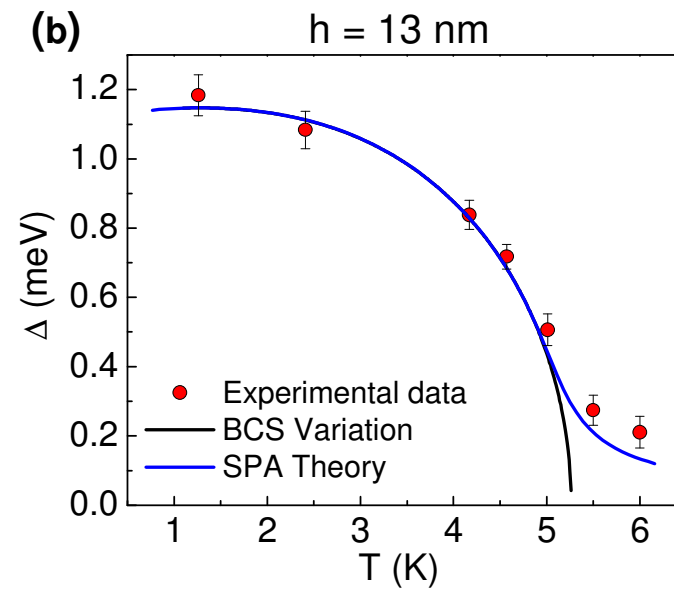 (b) h = 13 nm
1.2
1.0
0.8
0.6
0.4
0.2
0.0
Δ (meV)
Experimental data
BCS Variation
SPA Theory
1 2 3 4 5 6
T (K)